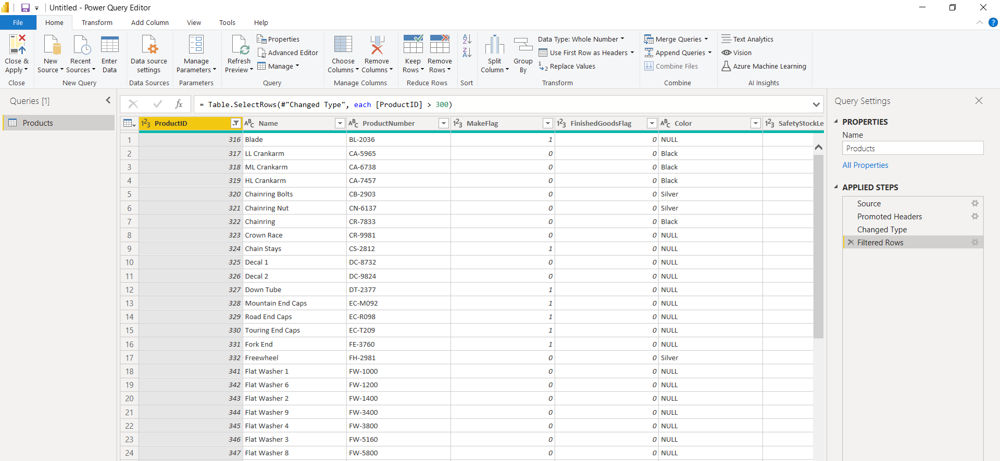 Untitled - Power Query Editor
File Home Transform Add Column View Tools Help
Close & Apply
Close
New Source
Recent Sources
Enter Data
New Query
Data source settings
Data Sources
Manage Parameters
Parameters
Refresh Preview
Properties
Advanced Editor
Manage
Query
Choose Columns
Remove Columns
Manage Columns
Keep Rows
Remove Rows
Reduce Rows
A
Z
Z
A
Sort
Split Column
Group By
Data Type: Whole Number
Use First Row as Headers
1
2 Replace Values
Transform
Merge Queries
Append Queries
Combine Files
Combine
Text Analytics
Vision
Azure Machine Learning
AI Insights
?
Queries [1]
Products
fx = Table.SelectRows(#"Changed Type", each [ProductID] > 300)
123 ProductID ABC Name ABC ProductNumber 123 MakeFlag 123 FinishedGoodsFlag ABC Color 123 SafetyStockLe
1 316 Blade BL-2036 1 0 NULL
2 317 LL Crankarm CA-5965 0 0 Black
3 318 ML Crankarm CA-6738 0 0 Black
4 319 HL Crankarm CA-7457 0 0 Black
5 320 Chainring Bolts CB-2903 0 0 Silver
6 321 Chainring Nut CN-6137 0 0 Silver
7 322 Chainring CR-7833 0 0 Black
8 323 Crown Race CR-9981 0 0 NULL
9 324 Chain Stays CS-2812 1 0 NULL
10 325 Decal 1 DC-8732 0 0 NULL
11 326 Decal 2 DC-9824 0 0 NULL
12 327 Down Tube DT-2377 1 0 NULL
13 328 Mountain End Caps EC-M092 1 0 NULL
14 329 Road End Caps EC-R098 1 0 NULL
15 330 Touring End Caps EC-T209 1 0 NULL
16 331 Fork End FE-3760 1 0 NULL
17 332 Freewheel FH-2981 0 0 Silver
18 341 Flat Washer 1 FW-1000 0 0 NULL
19 342 Flat Washer 6 FW-1200 0 0 NULL
20 343 Flat Washer 2 FW-1400 0 0 NULL
21 344 Flat Washer 9 FW-3400 0 0 NULL
22 345 Flat Washer 4 FW-3800 0 0 NULL
23 346 Flat Washer 3 FW-5160 0 0 NULL
24 347 Flat Washer 8 FW-5800 0 0 NULL
Query Settings
PROPERTIES
Name
Products
All Properties
APPLIED STEPS
Source
Promoted Headers
Changed Type
Filtered Rows